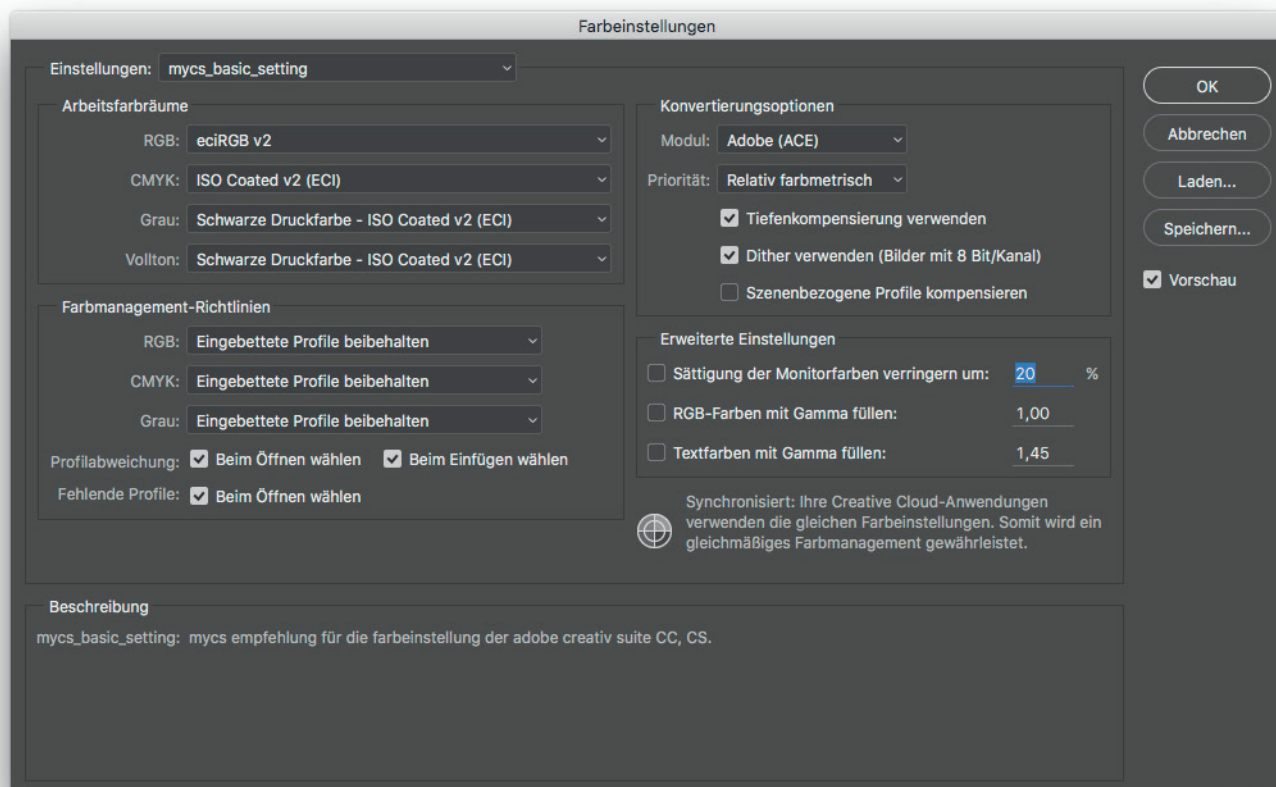 Farbeinstellungen
Einstellungen: mycs_basic_setting
Arbeitsfarbräume
RGB: eciRGB v2
CMYK: ISO Coated v2 (ECI)
Grau: Schwarze Druckfarbe - ISO Coated v2 (ECI)
Vollton: Schwarze Druckfarbe - ISO Coated v2 (ECI)
Farbmanagement-Richtlinien
RGB: Eingebettete Profile beibehalten
CMYK: Eingebettete Profile beibehalten
Grau: Eingebettete Profile beibehalten
Profilabweichung: Beim Öffnen wählen Beim Einfügen wählen
Fehlende Profile: Beim Öffnen wählen
Konvertierungsoptionen
Modul: Adobe (ACE)
Priorität: Relativ farbmetrisch
Tiefenkompensierung verwenden
Dither verwenden (Bilder mit 8 Bit/Kanal)
Szenenbezogene Profile kompensieren
Erweiterte Einstellungen
Sättigung der Monitorfarben verringern um: 20 %
RGB-Farben mit Gamma füllen: 1,00
Textfarben mit Gamma füllen: 1,45
Synchronisiert: Ihre Creative Cloud-Anwendungen
verwenden die gleichen Farbeinstellungen. Somit wird ein
gleichmäßiges Farbmanagement gewährleistet.
OK
Abbrechen
Laden...
Speichern...
Vorschau
Beschreibung
mycs_basic_setting: mycs empfehlung für die farbeinstellung der adobe creativ suite CC, CS.